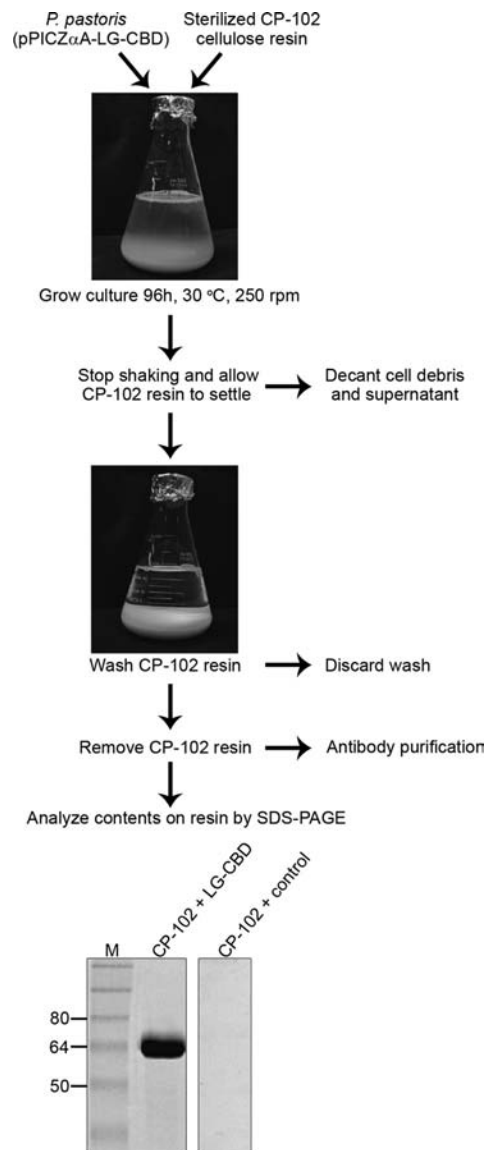 P. pastoris
(pPICZαA-LG-CBD)
Sterilized CP-102
cellulose resin
Grow culture 96h, 30 ºC, 250 rpm
Stop shaking and allow
CP-102 resin to settle
Decant cell debris
and supernatant
Wash CP-102 resin
Discard wash
Remove CP-102 resin
Antibody purification
Analyze contents on resin by SDS-PAGE
M
CP-102 + LG-CBD
CP-102 + control
80
64
50